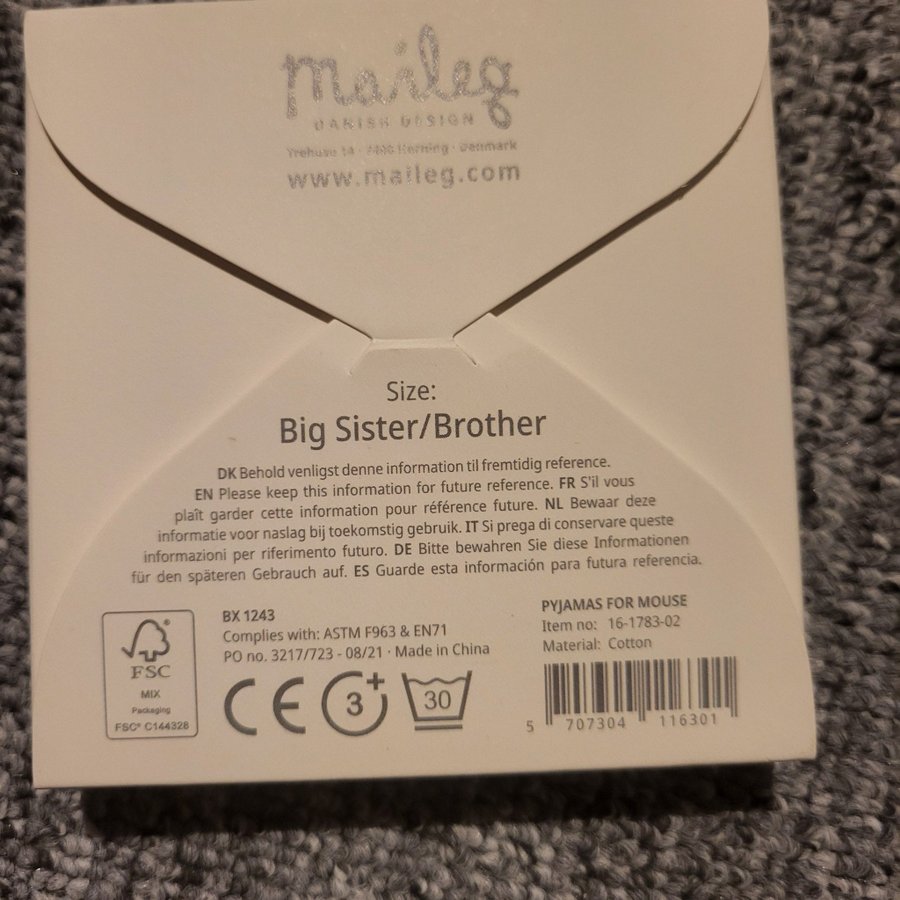 maileg
DANISH DESIGN
Trehuse 14 · 7400 Herning · Denmark
www.maileg.com
Size:
Big Sister/Brother
DK Behold venligst denne information til fremtidig reference.
EN Please keep this information for future reference. FR S'il vous
plaît garder cette information pour référence future. NL Bewaar deze
informatie voor naslag bij toekomstig gebruik. IT Si prega di conservare queste
informazioni per riferimento futuro. DE Bitte bewahren Sie diese Informationen
für den späteren Gebrauch auf. ES Guarde esta información para futura referencia.
FSC
MIX
Packaging
FSC® C144328
BX 1243
Complies with: ASTM F963 & EN71
PO no. 3217/723 - 08/21 · Made in China
CE 3+ 30
PYJAMAS FOR MOUSE
Item no: 16-1783-02
Material: Cotton
5 707304 116301